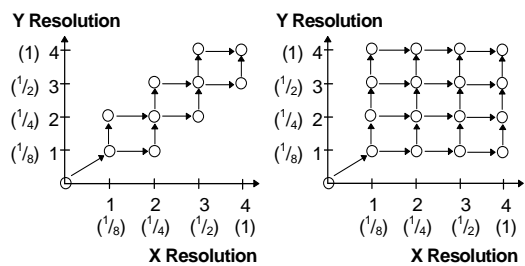 Y Resolution
(1) 4
(1/2) 3
(1/4) 2
(1/8) 1
1 2 3 4
(1/8) (1/4) (1/2) (1)
X Resolution
Y Resolution
(1) 4
(1/2) 3
(1/4) 2
(1/8) 1
1 2 3 4
(1/8) (1/4) (1/2) (1)
X Resolution